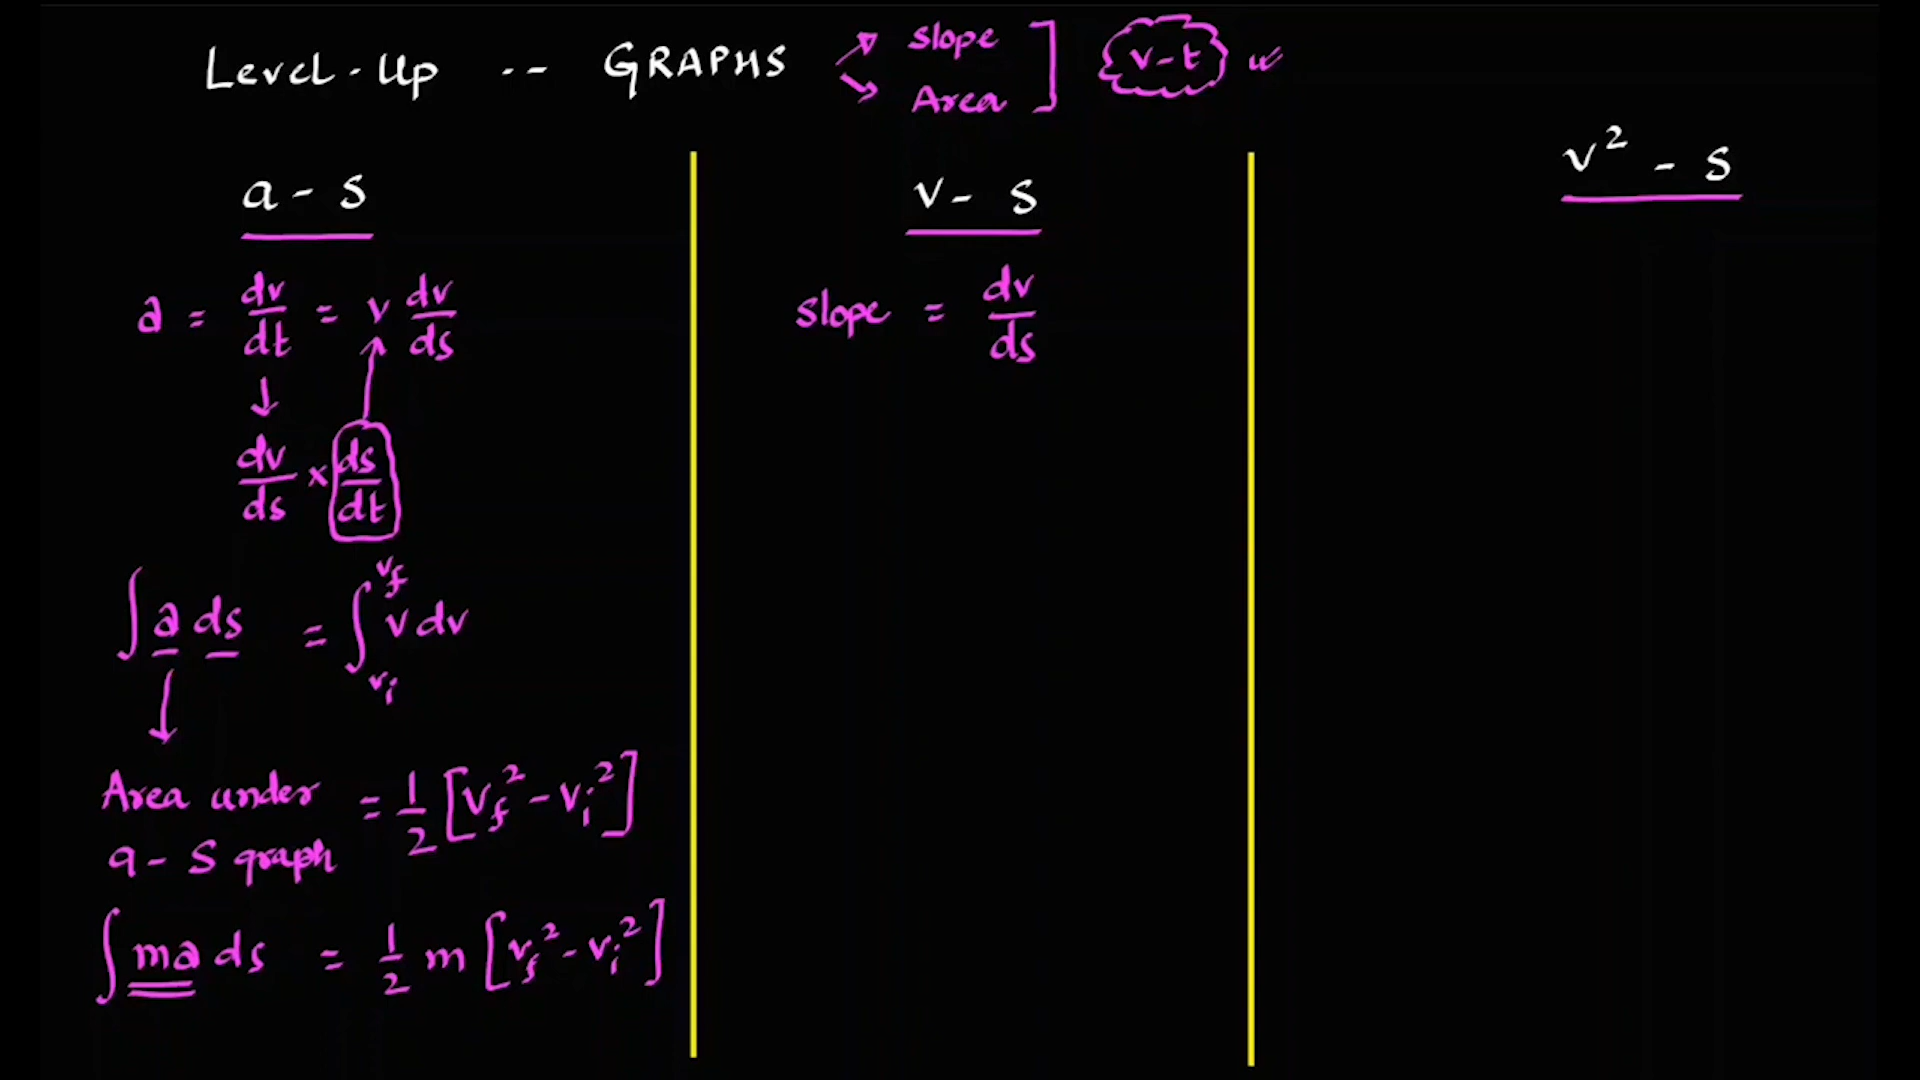 Level-Up -- GRAPHS
slope
Area
v-t
a - s
a = dv/dt = v dv/ds
dv/ds × ds/dt
∫ a ds = ∫ v dv
vf
vi
Area under
a - s graph
= 1/2 [vf² - vi²]
∫ ma ds = 1/2 m [vf² - vi²]
v - s
slope = dv/ds
v² - s